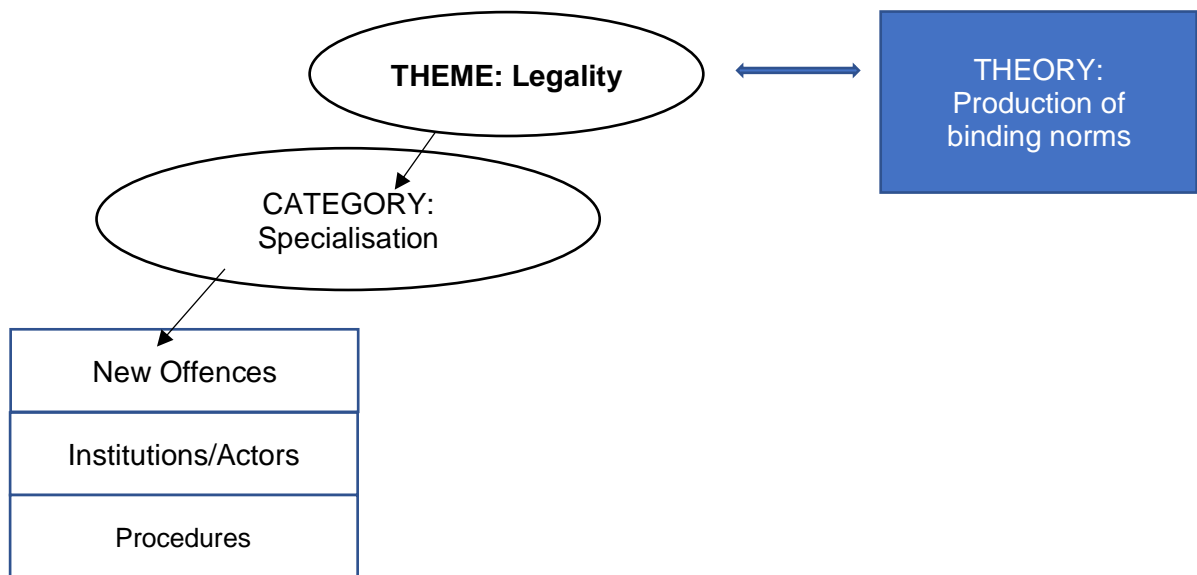 THEME: Legality
THEORY:
Production of
binding norms
CATEGORY:
Specialisation
New Offences
Institutions/Actors
Procedures